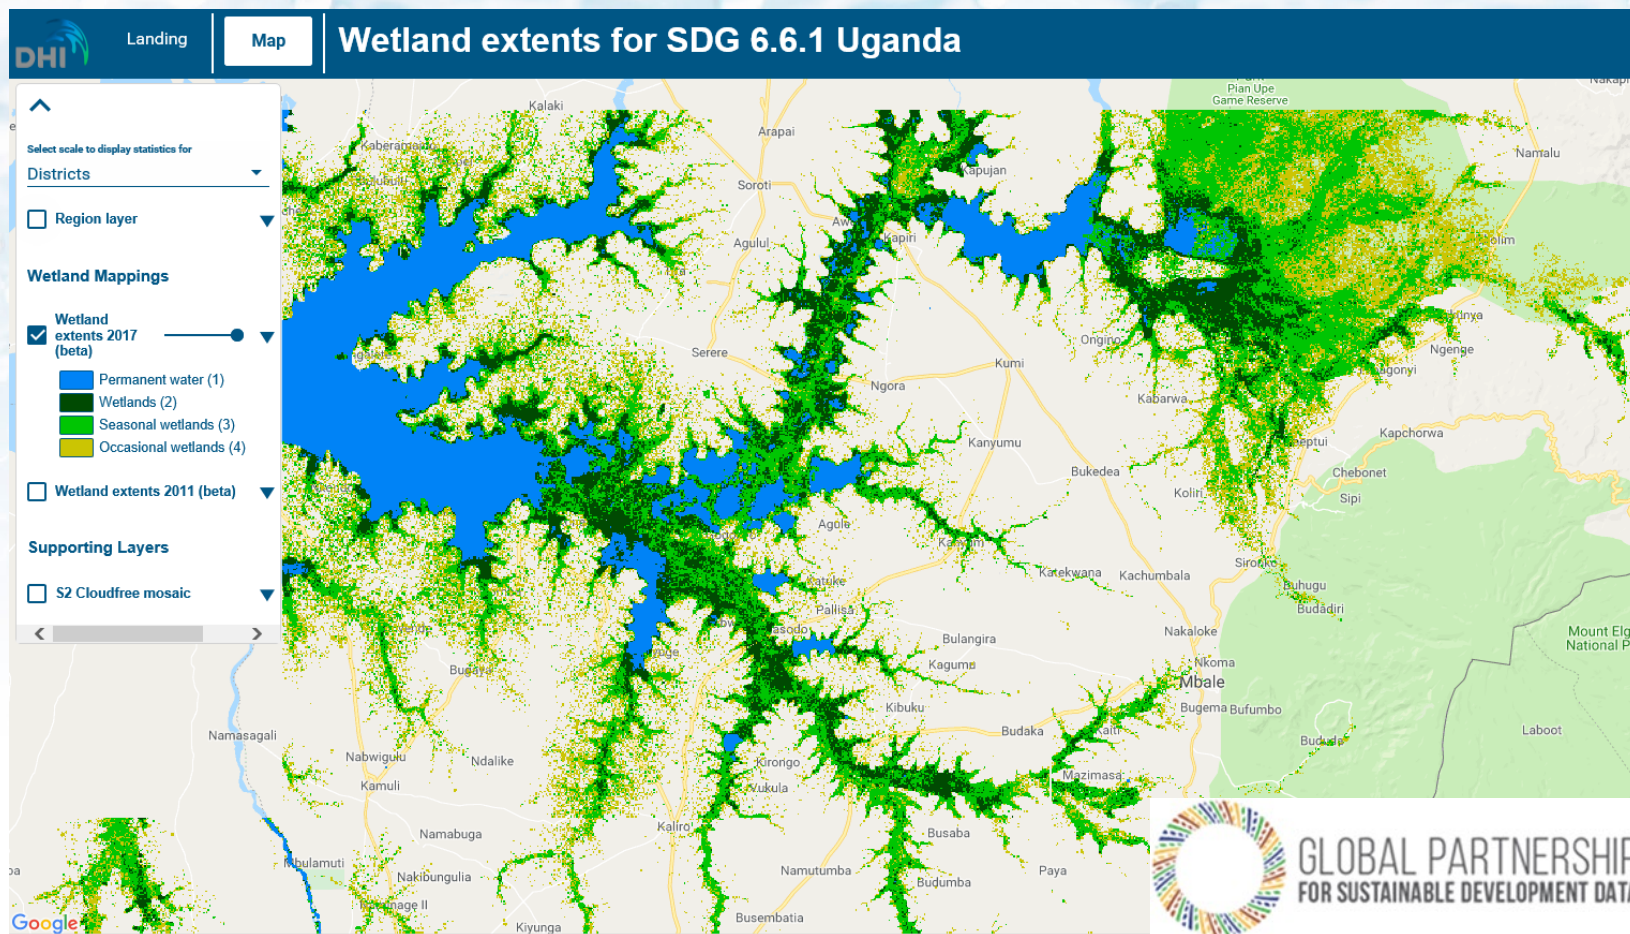 DHI
Landing
Map
Wetland extents for SDG 6.6.1 Uganda
Select scale to display statistics for
Districts
Region layer
Wetland Mappings
Wetland
extents 2017
(beta)
Permanent water (1)
Wetlands (2)
Seasonal wetlands (3)
Occasional wetlands (4)
Wetland extents 2011 (beta)
Supporting Layers
S2 Cloudfree mosaic
Pian Upe
Game Reserve
Kalaki
Arapai
Namalu
Kapujan
Soroti
Kapiri
Agulul
Serere
Kumi
Ongino
Ngenge
Ngora
Kabarwa
Kanyumu
Kapchorwa
Bukedea
Chebonet
Sipi
Koliri
Agule
Katekwana
Kachumbala
Buhugu
Budadiri
Pallisa
Bulangira
Nakaloke
Mount Elg
National P
Kagumu
Nkoma
Mbale
Kibuku
Bugema
Bufumbo
Namasagali
Budaka
Laboot
Nabwigulu
Ndalike
Kirongo
Mazimasa
Kamuli
Namabuga
Kaliro
Busaba
Nakibungulia
Namutumba
Paya
Budumba
Busembatia
Kiyunga
Google
GLOBAL PARTNERSHIP
FOR SUSTAINABLE DEVELOPMENT DATA